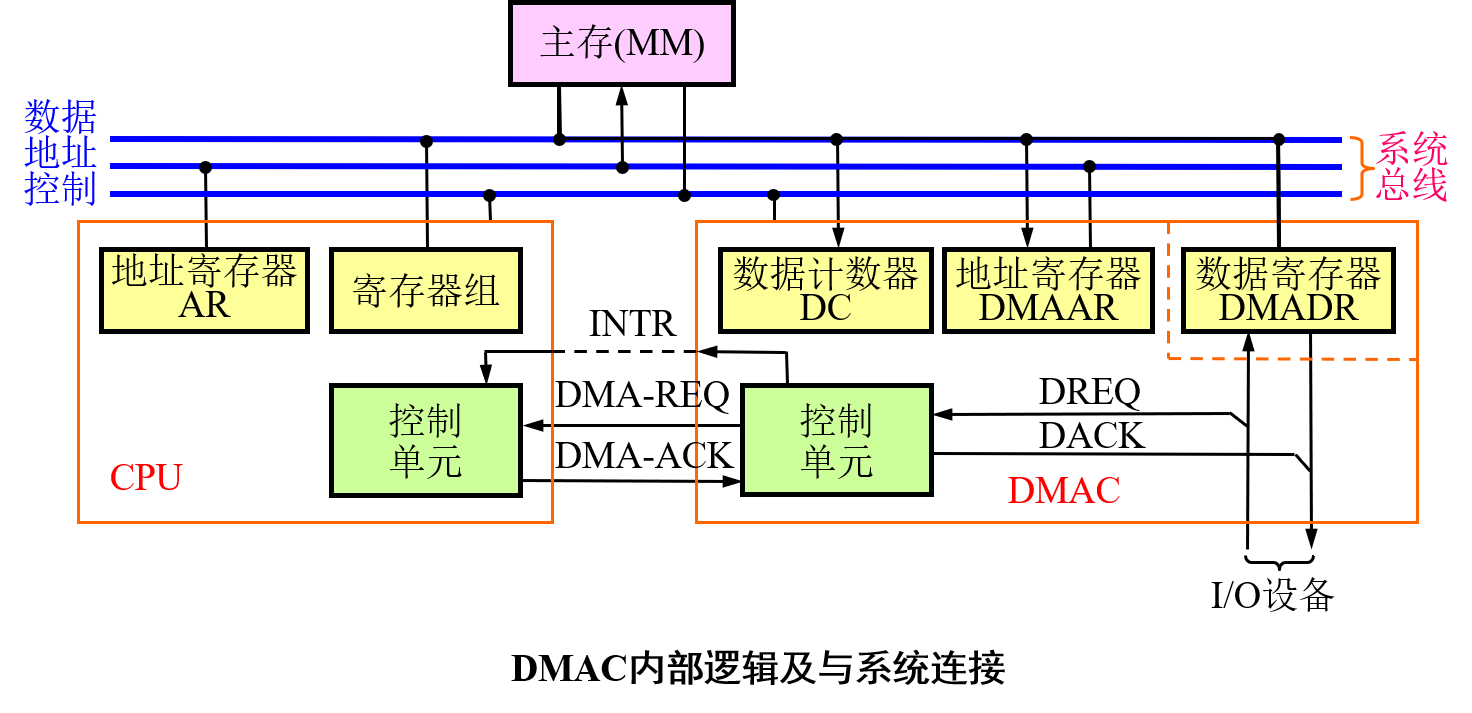 主存(MM)
数据
地址
控制
系统
总线
地址寄存器
AR
寄存器组
数据计数器
DC
地址寄存器
DMAAR
数据寄存器
DMADR
INTR
控制
单元
DMA-REQ
DMA-ACK
控制
单元
DREQ
DACK
CPU
DMAC
I/O设备
DMAC内部逻辑及与系统连接